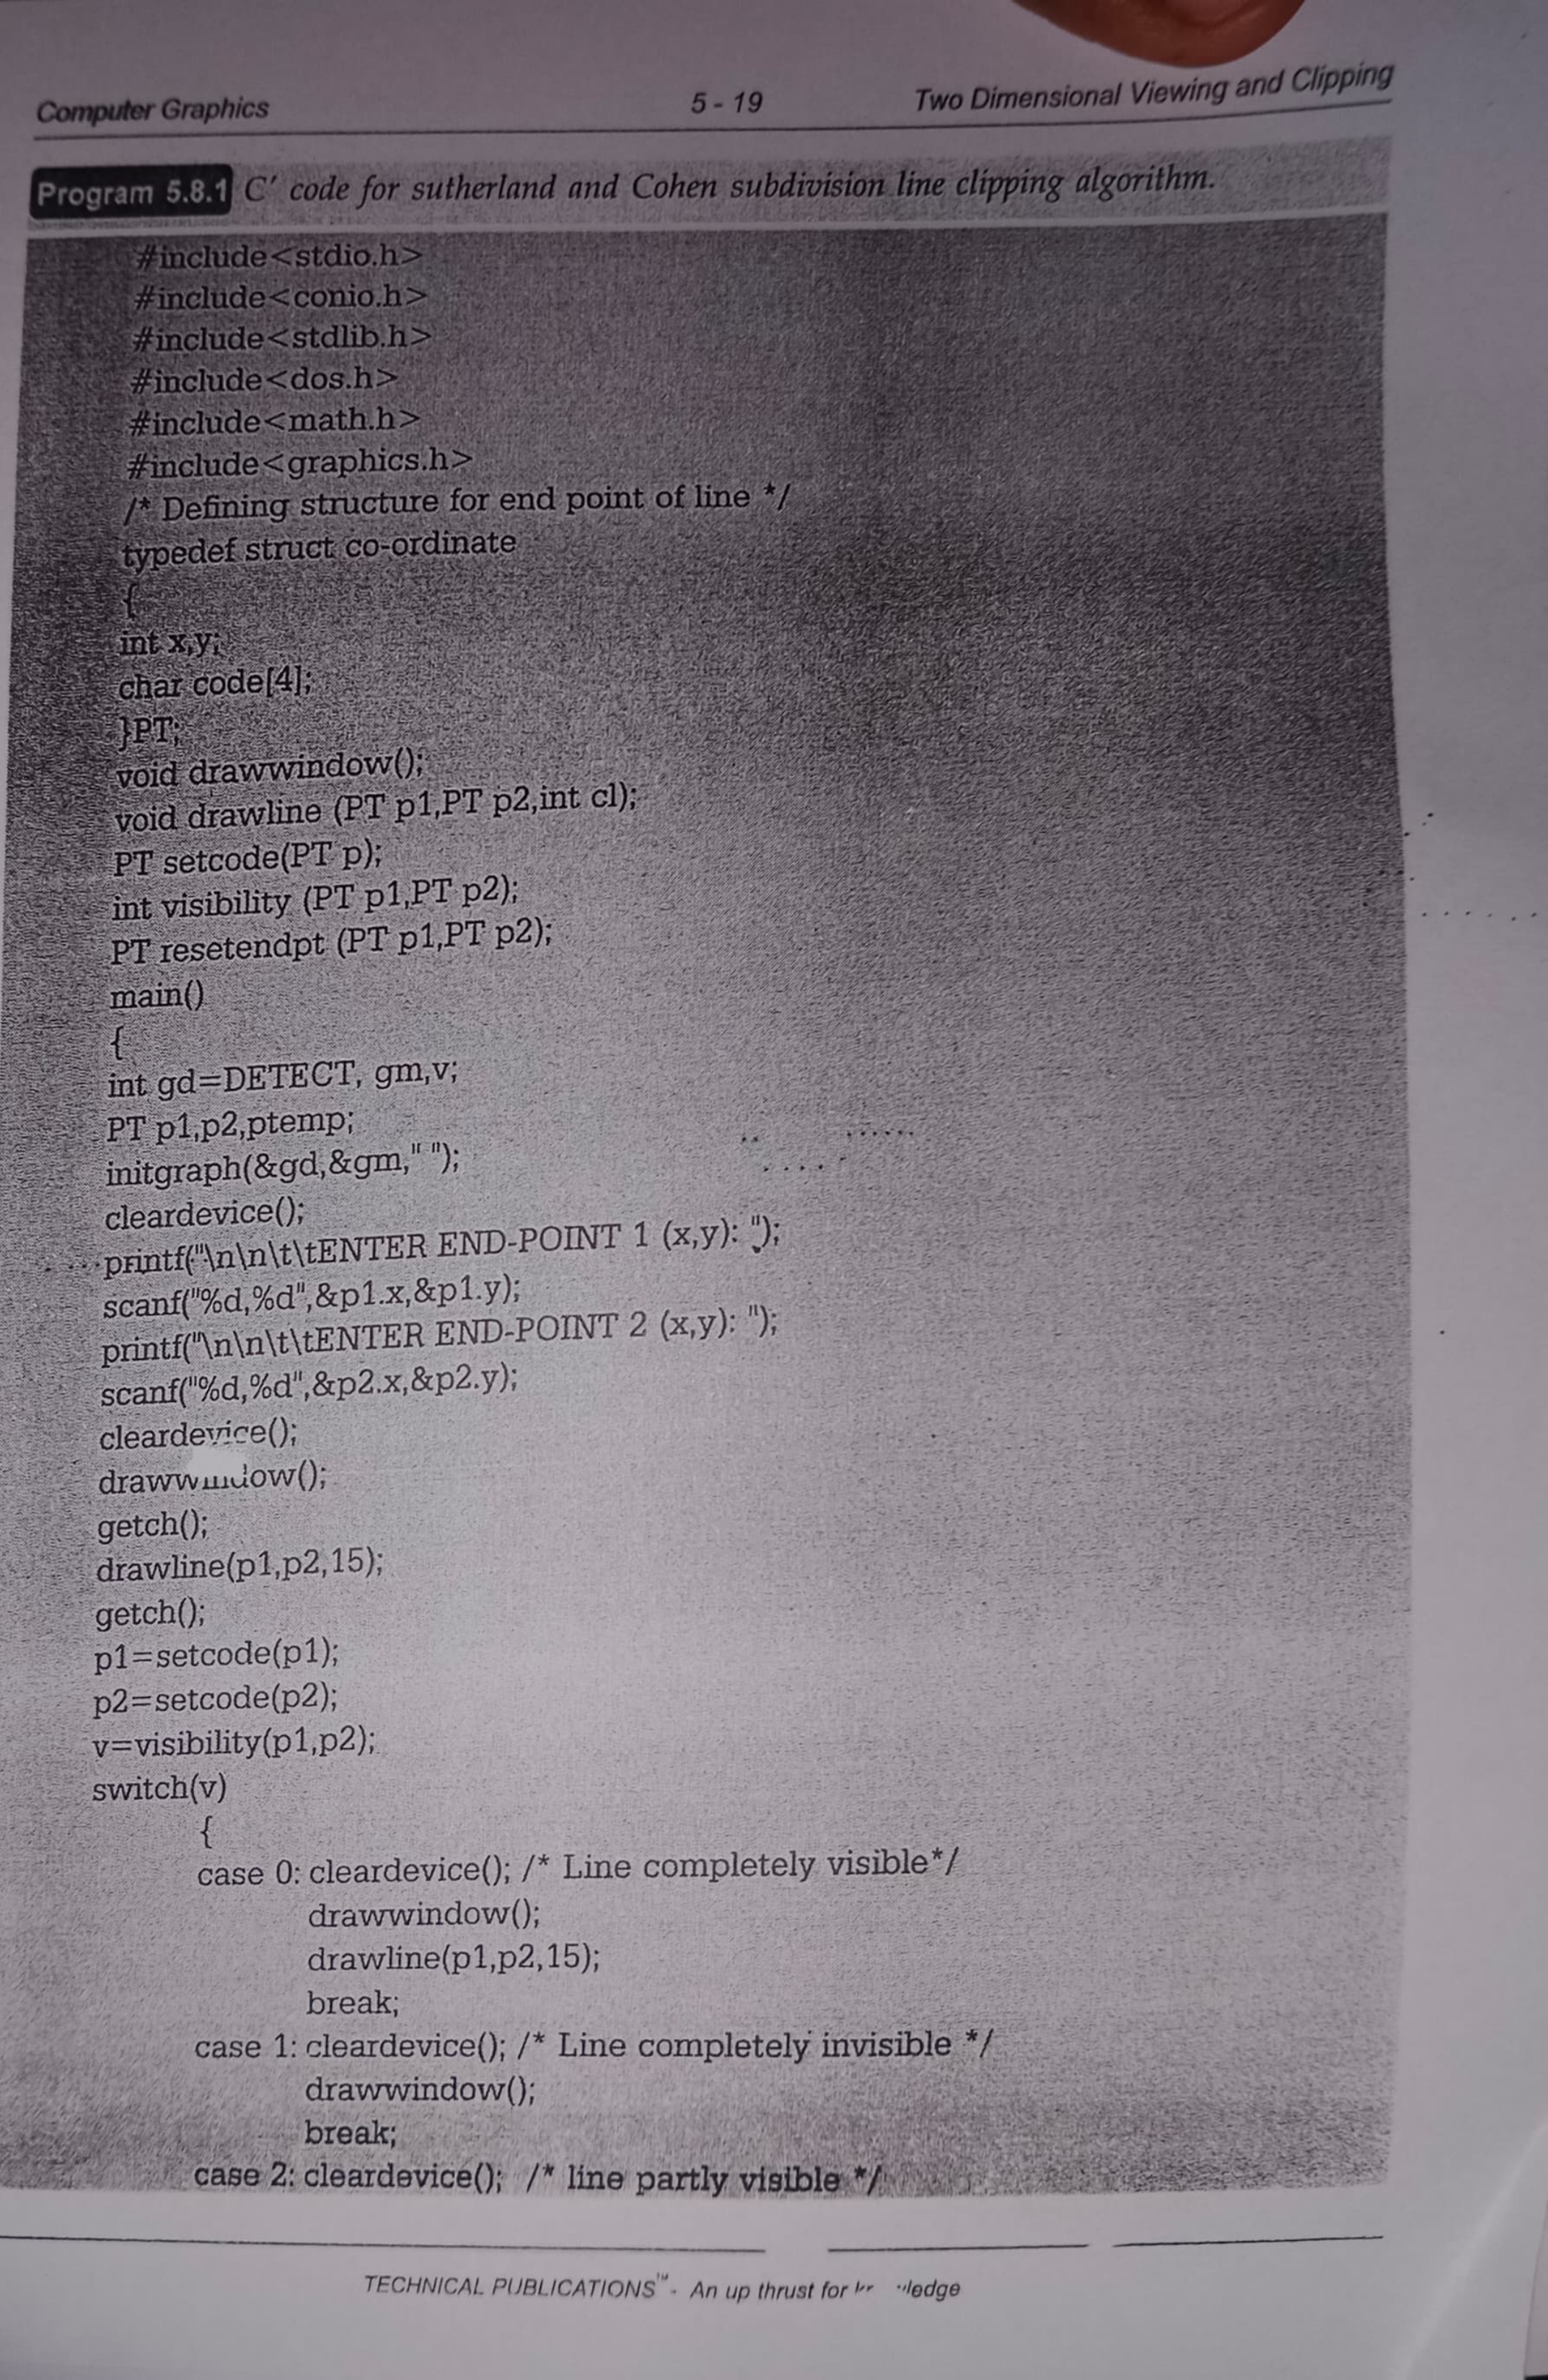 Computer Graphics 5 - 19 Two Dimensional Viewing and Clipping
Program 5.8.1 C' code for sutherland and Cohen subdivision line clipping algorithm.
#include<stdio.h>
#include<conio.h>
#include<stdlib.h>
#include<dos.h>
#include<math.h>
#include<graphics.h>
/* Defining structure for end point of line */
typedef struct co-ordinate
{
int x,y;
char code[4];
}PT;
void drawwindow();
void drawline (PT p1,PT p2,int cl);
PT setcode(PT p);
int visibility (PT p1,PT p2);
PT resetendpt (PT p1,PT p2);
main()
{
int gd=DETECT, gm,v;
PT p1,p2,ptemp;
initgraph(&gd,&gm," ");
cleardevice();
printf("\n\n\t\tENTER END-POINT 1 (x,y): ");
scanf("%d,%d",&p1.x,&p1.y);
printf("\n\n\t\tENTER END-POINT 2 (x,y): ");
scanf("%d,%d",&p2.x,&p2.y);
cleardevice();
drawwindow();
getch();
drawline(p1,p2,15);
getch();
p1=setcode(p1);
p2=setcode(p2);
v=visibility(p1,p2);
switch(v)
{
case 0: cleardevice(); /* Line completely visible*/
drawwindow();
drawline(p1,p2,15);
break;
case 1: cleardevice(); /* Line completely invisible */
drawwindow();
break;
case 2: cleardevice(); /* line partly visible */
TECHNICAL PUBLICATIONS™ - An up thrust for